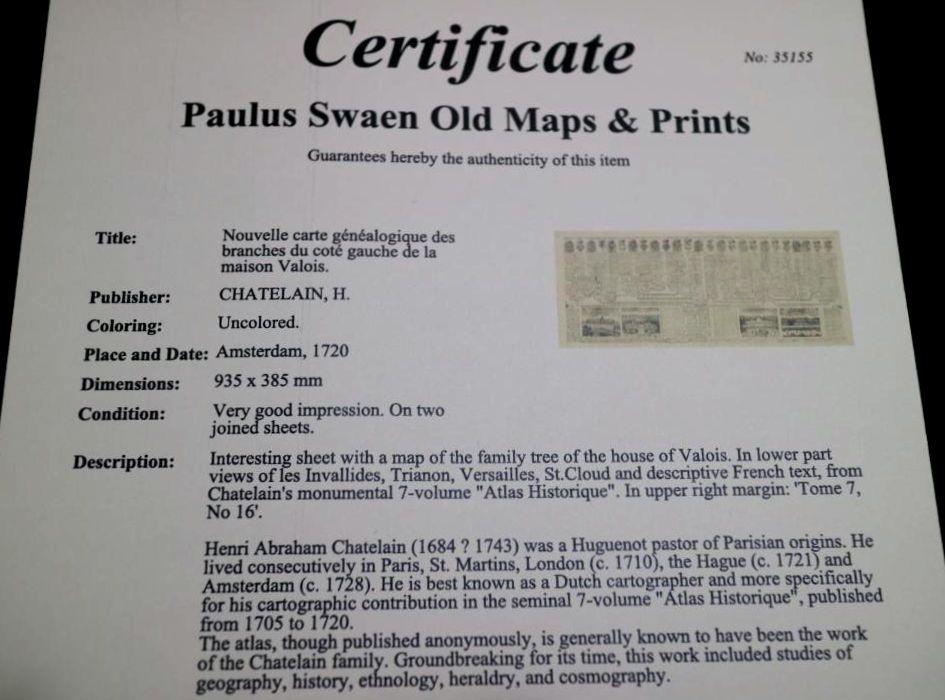 Certificate
No: 35155
Paulus Swaen Old Maps & Prints
Guarantees hereby the authenticity of this item
Title: Nouvelle carte généalogique des
branches du coté gauche de la
maison Valois.
Publisher: CHATELAIN, H.
Coloring: Uncolored.
Place and Date: Amsterdam, 1720
Dimensions: 935 x 385 mm
Condition: Very good impression. On two
joined sheets.
Description: Interesting sheet with a map of the family tree of the house of Valois. In lower part
views of les Invallides, Trianon, Versailles, St.Cloud and descriptive French text, from
Chatelain's monumental 7-volume "Atlas Historique". In upper right margin: 'Tome 7,
No 16'.
Henri Abraham Chatelain (1684 ? 1743) was a Huguenot pastor of Parisian origins. He
lived consecutively in Paris, St. Martins, London (c. 1710), the Hague (c. 1721) and
Amsterdam (c. 1728). He is best known as a Dutch cartographer and more specifically
for his cartographic contribution in the seminal 7-volume "Atlas Historique", published
from 1705 to 1720.
The atlas, though published anonymously, is generally known to have been the work
of the Chatelain family. Groundbreaking for its time, this work included studies of
geography, history, ethnology, heraldry, and cosmography.